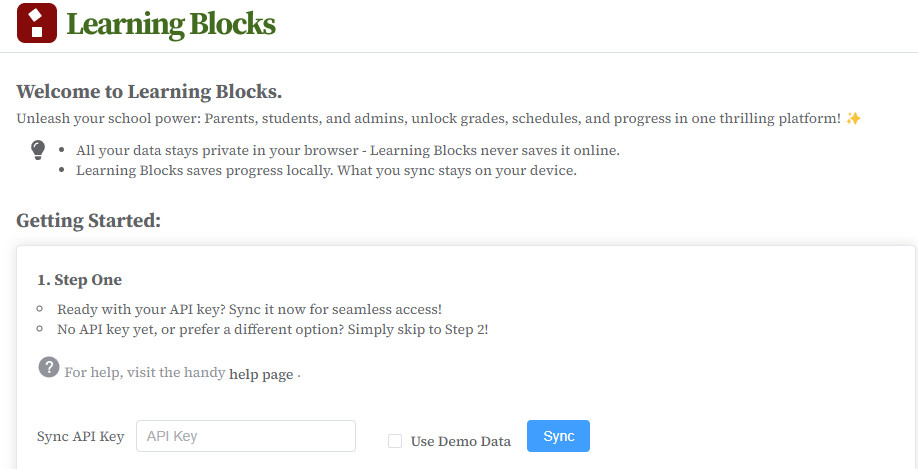 Learning Blocks
Welcome to Learning Blocks.
Unleash your school power: Parents, students, and admins, unlock grades, schedules, and progress in one thrilling platform! ✨
• All your data stays private in your browser - Learning Blocks never saves it online.
• Learning Blocks saves progress locally. What you sync stays on your device.
Getting Started:
1. Step One
Ready with your API key? Sync it now for seamless access!
No API key yet, or prefer a different option? Simply skip to Step 2!
? For help, visit the handy help page .
Sync API Key API Key Use Demo Data Sync